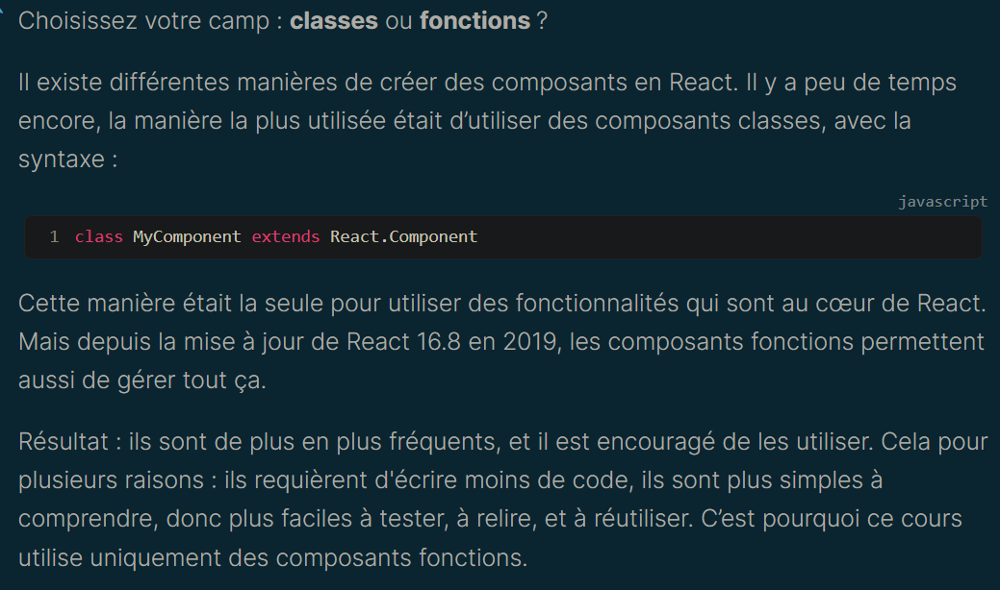 Choisissez votre camp : classes ou fonctions ?
Il existe différentes manières de créer des composants en React. Il y a peu de temps
encore, la manière la plus utilisée était d’utiliser des composants classes, avec la
syntaxe :
javascript
1 class MyComponent extends React.Component
Cette manière était la seule pour utiliser des fonctionnalités qui sont au cœur de React.
Mais depuis la mise à jour de React 16.8 en 2019, les composants fonctions permettent
aussi de gérer tout ça.
Résultat : ils sont de plus en plus fréquents, et il est encouragé de les utiliser. Cela pour
plusieurs raisons : ils requièrent d'écrire moins de code, ils sont plus simples à
comprendre, donc plus faciles à tester, à relire, et à réutiliser. C’est pourquoi ce cours
utilise uniquement des composants fonctions.